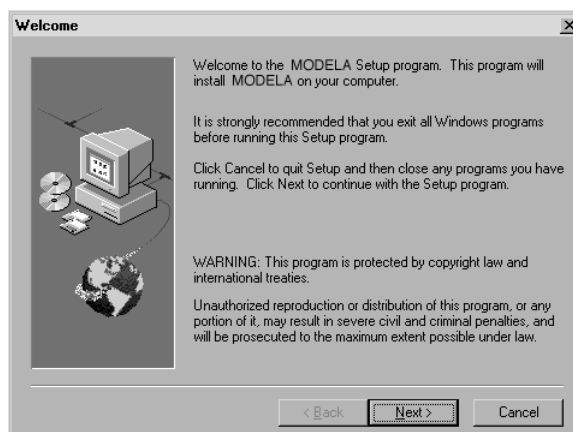 Welcome
Welcome to the MODELA Setup program. This program will
install MODELA on your computer.
It is strongly recommended that you exit all Windows programs
before running this Setup program.
Click Cancel to quit Setup and then close any programs you have
running. Click Next to continue with the Setup program.
WARNING: This program is protected by copyright law and
international treaties.
Unauthorized reproduction or distribution of this program, or any
portion of it, may result in severe civil and criminal penalties, and
will be prosecuted to the maximum extent possible under law.
< Back Next > Cancel